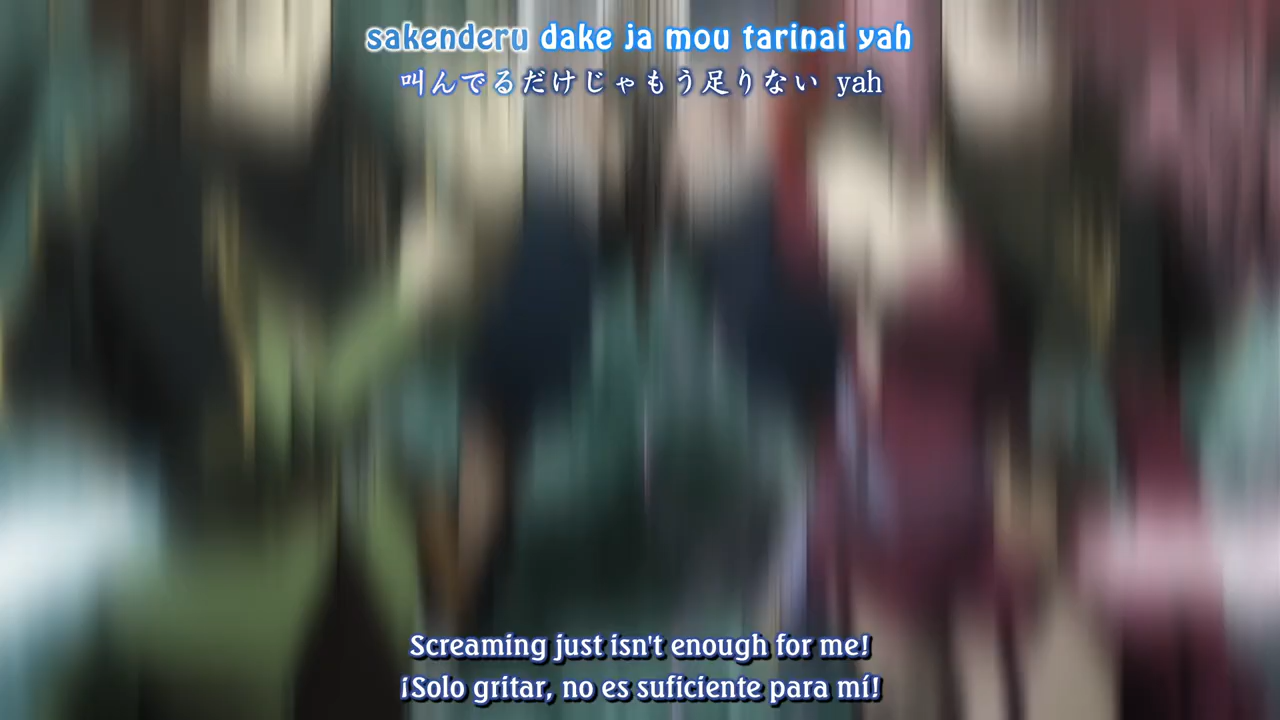 sakenderu dake ja mou tarinai yah
叫んでるだけじゃもう足りない yah
Screaming just isn't enough for me!
¡Solo gritar, no es suficiente para mí!